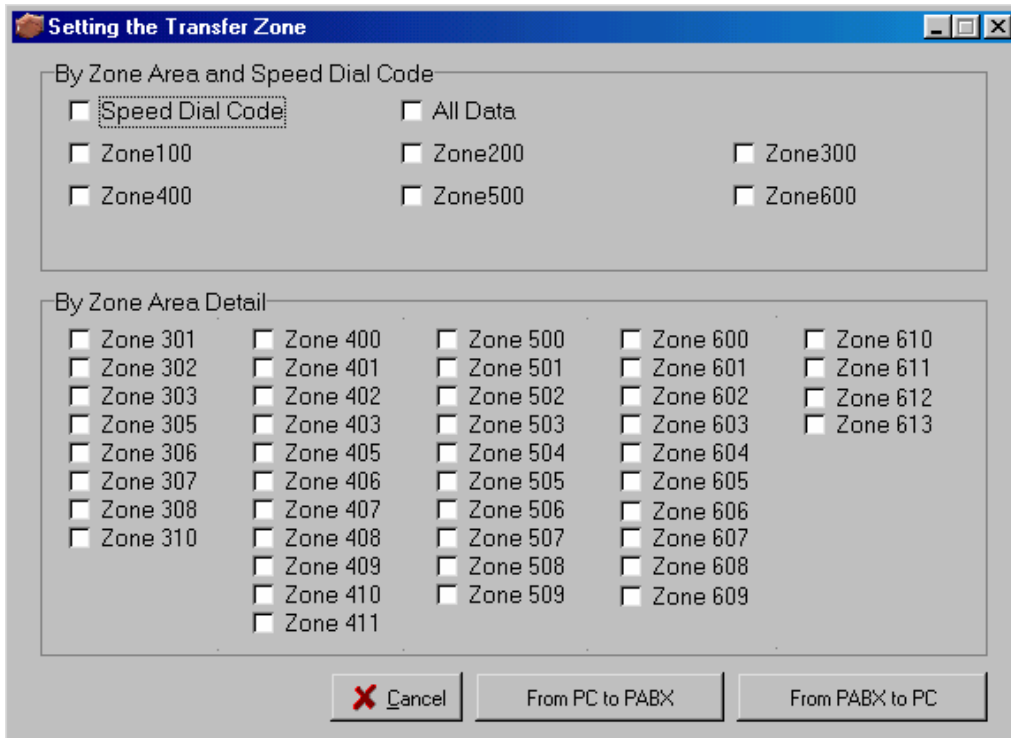 Setting the Transfer Zone
By Zone Area and Speed Dial Code
Speed Dial Code All Data
Zone100 Zone200 Zone300
Zone400 Zone500 Zone600
By Zone Area Detail
Zone 301 Zone 400 Zone 500 Zone 600 Zone 610
Zone 302 Zone 401 Zone 501 Zone 601 Zone 611
Zone 303 Zone 402 Zone 502 Zone 602 Zone 612
Zone 305 Zone 403 Zone 503 Zone 603 Zone 613
Zone 306 Zone 405 Zone 504 Zone 604
Zone 307 Zone 406 Zone 505 Zone 605
Zone 308 Zone 407 Zone 506 Zone 606
Zone 310 Zone 408 Zone 507 Zone 607
Zone 409 Zone 508 Zone 608
Zone 410 Zone 509 Zone 609
Zone 411
Cancel From PC to PABX From PABX to PC